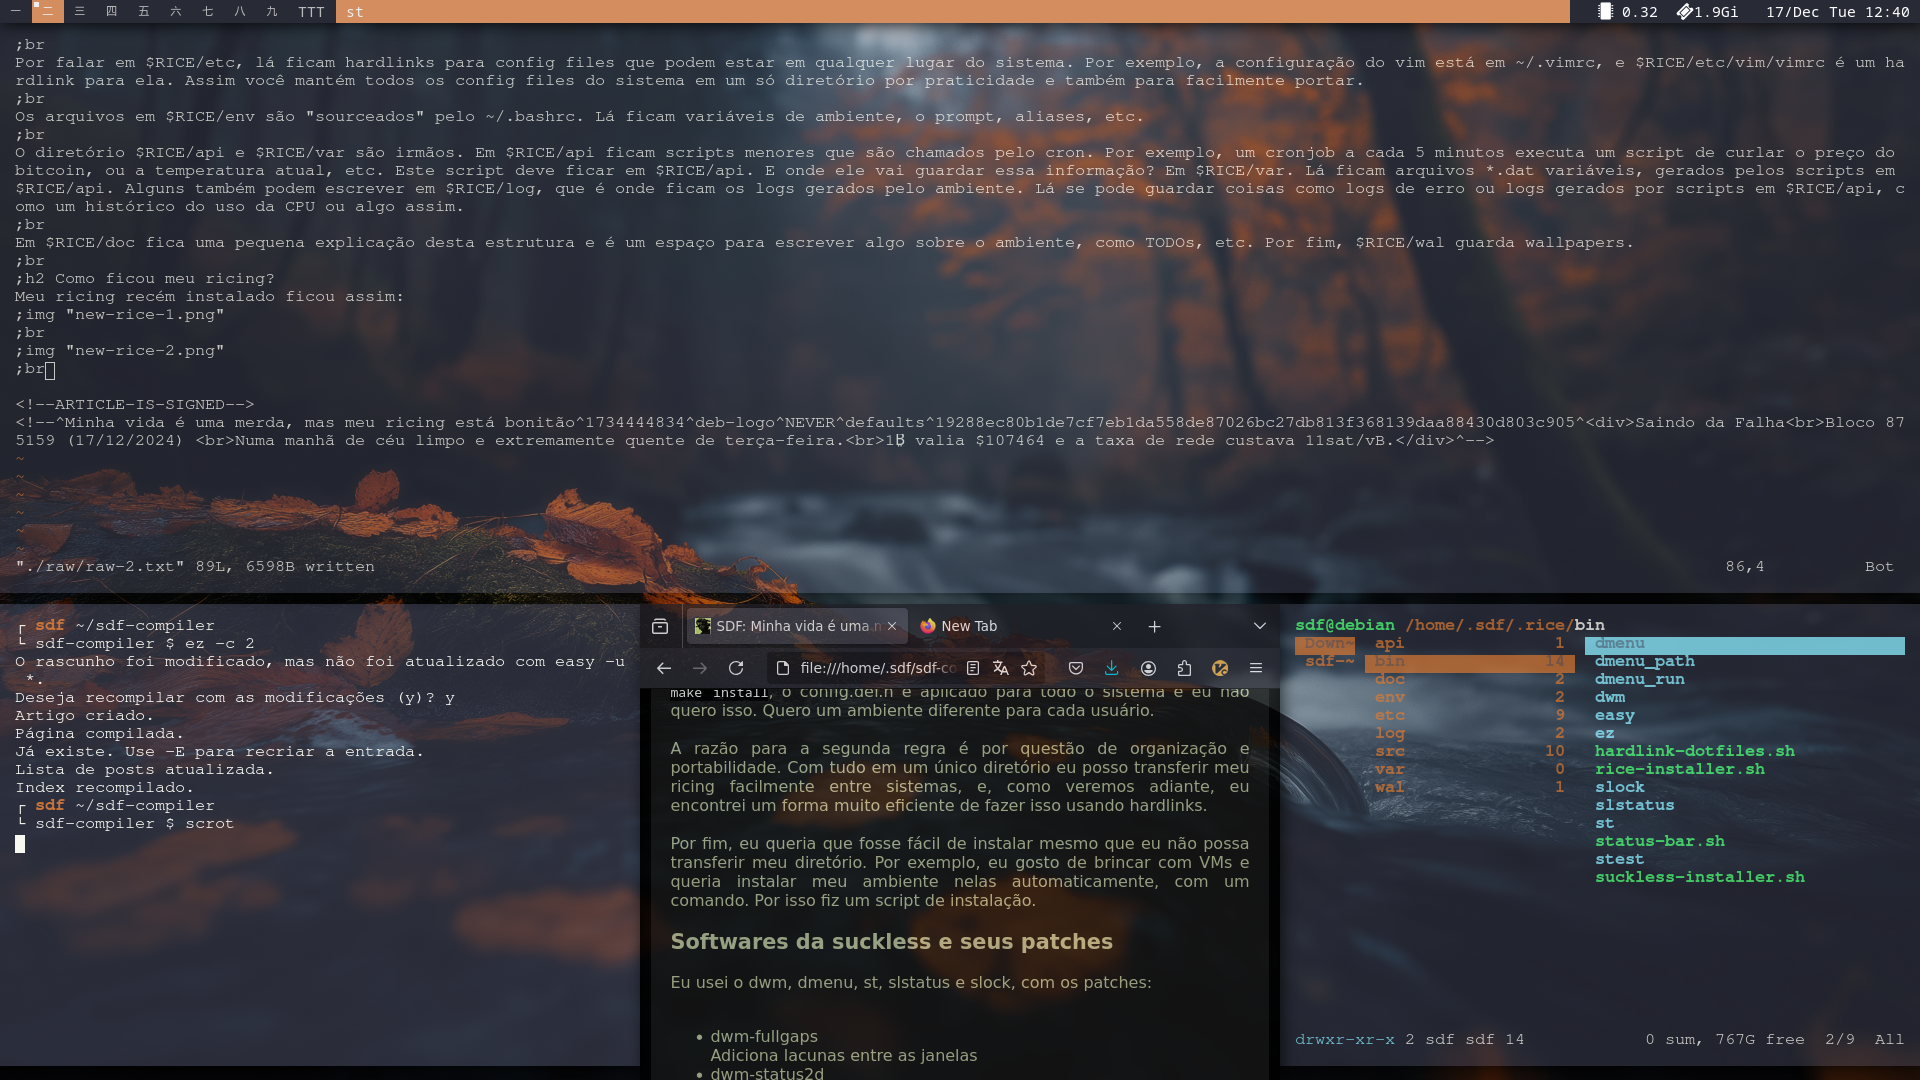 一 二 三 四 五 六 七 八 九 TTT st 0.32 1.9Gi 17/Dec Tue 12:40
;br
Por falar em $RICE/etc, lá ficam hardlinks para config files que podem estar em qualquer lugar do sistema. Por exemplo, a configuração do vim está em ~/.vimrc, e $RICE/etc/vim/vimrc é um ha
rdlink para ela. Assim você mantém todos os config files do sistema em um só diretório por praticidade e também para facilmente portar.
;br
Os arquivos em $RICE/env são "sourceados" pelo ~/.bashrc. Lá ficam variáveis de ambiente, o prompt, aliases, etc.
;br
O diretório $RICE/api e $RICE/var são irmãos. Em $RICE/api ficam scripts menores que são chamados pelo cron. Por exemplo, um cronjob a cada 5 minutos executa um script de curlar o preço do
bitcoin, ou a temperatura atual, etc. Este script deve ficar em $RICE/api. E onde ele vai guardar essa informação? Em $RICE/var. Lá ficam arquivos *.dat variáveis, gerados pelos scripts em
$RICE/api. Alguns também podem escrever em $RICE/log, que é onde ficam os logs gerados pelo ambiente. Lá se pode guardar coisas como logs de erro ou logs gerados por scripts em $RICE/api, c
omo um histórico do uso da CPU ou algo assim.
;br
Em $RICE/doc fica uma pequena explicação desta estrutura e é um espaço para escrever algo sobre o ambiente, como TODOs, etc. Por fim, $RICE/wal guarda wallpapers.
;br
;h2 Como ficou meu ricing?
Meu ricing recém instalado ficou assim:
;img "new-rice-1.png"
;br
;img "new-rice-2.png"
;br
<!--ARTICLE-IS-SIGNED-->
<!--^Minha vida é uma merda, mas meu ricing está bonitão^1734444834^deb-logo^NEVER^defaults^19288ec80b1de7cf7eb1da558de87026bc27db813f368139daa88430d803c905^<div>Saindo da Falha<br>Bloco 87
5159 (17/12/2024) <br>Numa manhã de céu limpo e extremamente quente de terça-feira.<br>1₿ valia $107464 e a taxa de rede custava 11sat/vB.</div>^-->
~
~
~
~
~
~
"./raw/raw-2.txt" 89L, 6598B written 86,4 Bot
┌ sdf ~/sdf-compiler
└ sdf-compiler $ ez -c 2
O rascunho foi modificado, mas não foi atualizado com easy -u
*.
Deseja recompilar com as modificações (y)? y
Artigo criado.
Página compilada.
Já existe. Use -E para recriar a entrada.
Lista de posts atualizada.
Index recompilado.
┌ sdf ~/sdf-compiler
└ sdf-compiler $ scrot
SDF: Minha vida é uma m New Tab
file:///home/.sdf/sdf-co
make install, o config.def.h é aplicado para todo o sistema e eu não
quero isso. Quero um ambiente diferente para cada usuário.
A razão para a segunda regra é por questão de organização e
portabilidade. Com tudo em um único diretório eu posso transferir meu
ricing facilmente entre sistemas, e, como veremos adiante, eu
encontrei um forma muito eficiente de fazer isso usando hardlinks.
Por fim, eu queria que fosse fácil de instalar mesmo que eu não possa
transferir meu diretório. Por exemplo, eu gosto de brincar com VMs e
queria instalar meu ambiente nelas automaticamente, com um
comando. Por isso fiz um script de instalação.
Softwares da suckless e seus patches
Eu usei o dwm, dmenu, st, slstatus e slock, com os patches:
• dwm-fullgaps
Adiciona lacunas entre as janelas
• dwm-status2d
sdf@debian /home/.sdf/.rice/bin
Down~ api 1 dmenu
sdf-~ bin 14 dmenu_path
doc 2 dmenu_run
env 2 dwm
etc 9 easy
log 2 ez
src 10 hardlink-dotfiles.sh
var 0 rice-installer.sh
wal 1 slock
slstatus
st
status-bar.sh
stest
suckless-installer.sh
drwxr-xr-x 2 sdf sdf 14 0 sum, 767G free 2/9 All